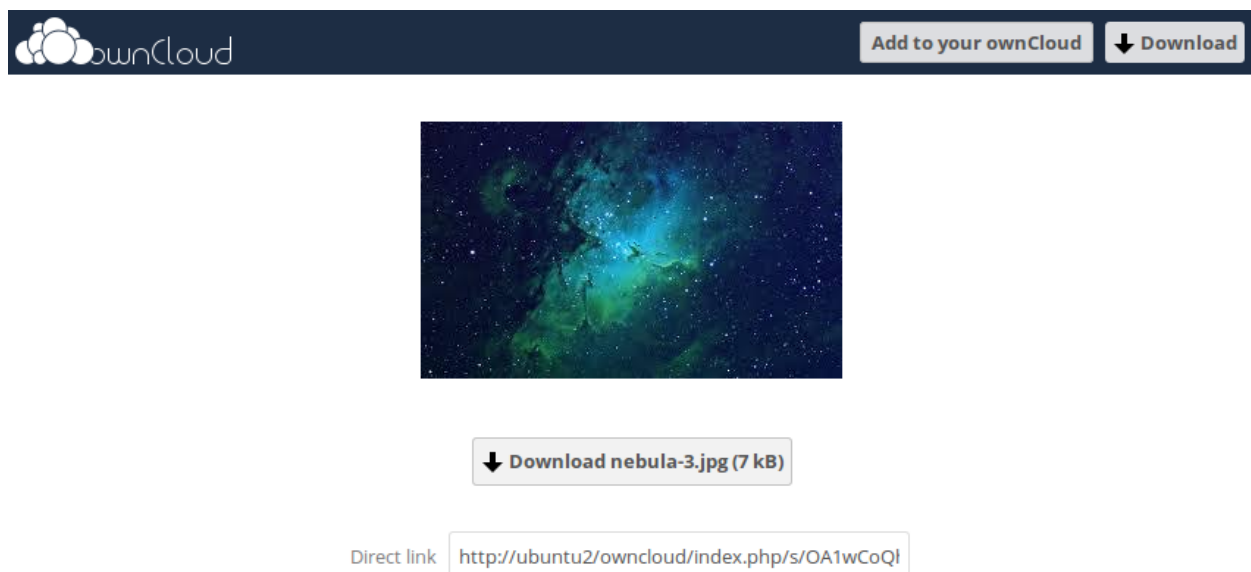 ownCloud
Add to your ownCloud
Download
Download nebula-3.jpg (7 kB)
Direct link
http://ubuntu2/owncloud/index.php/s/